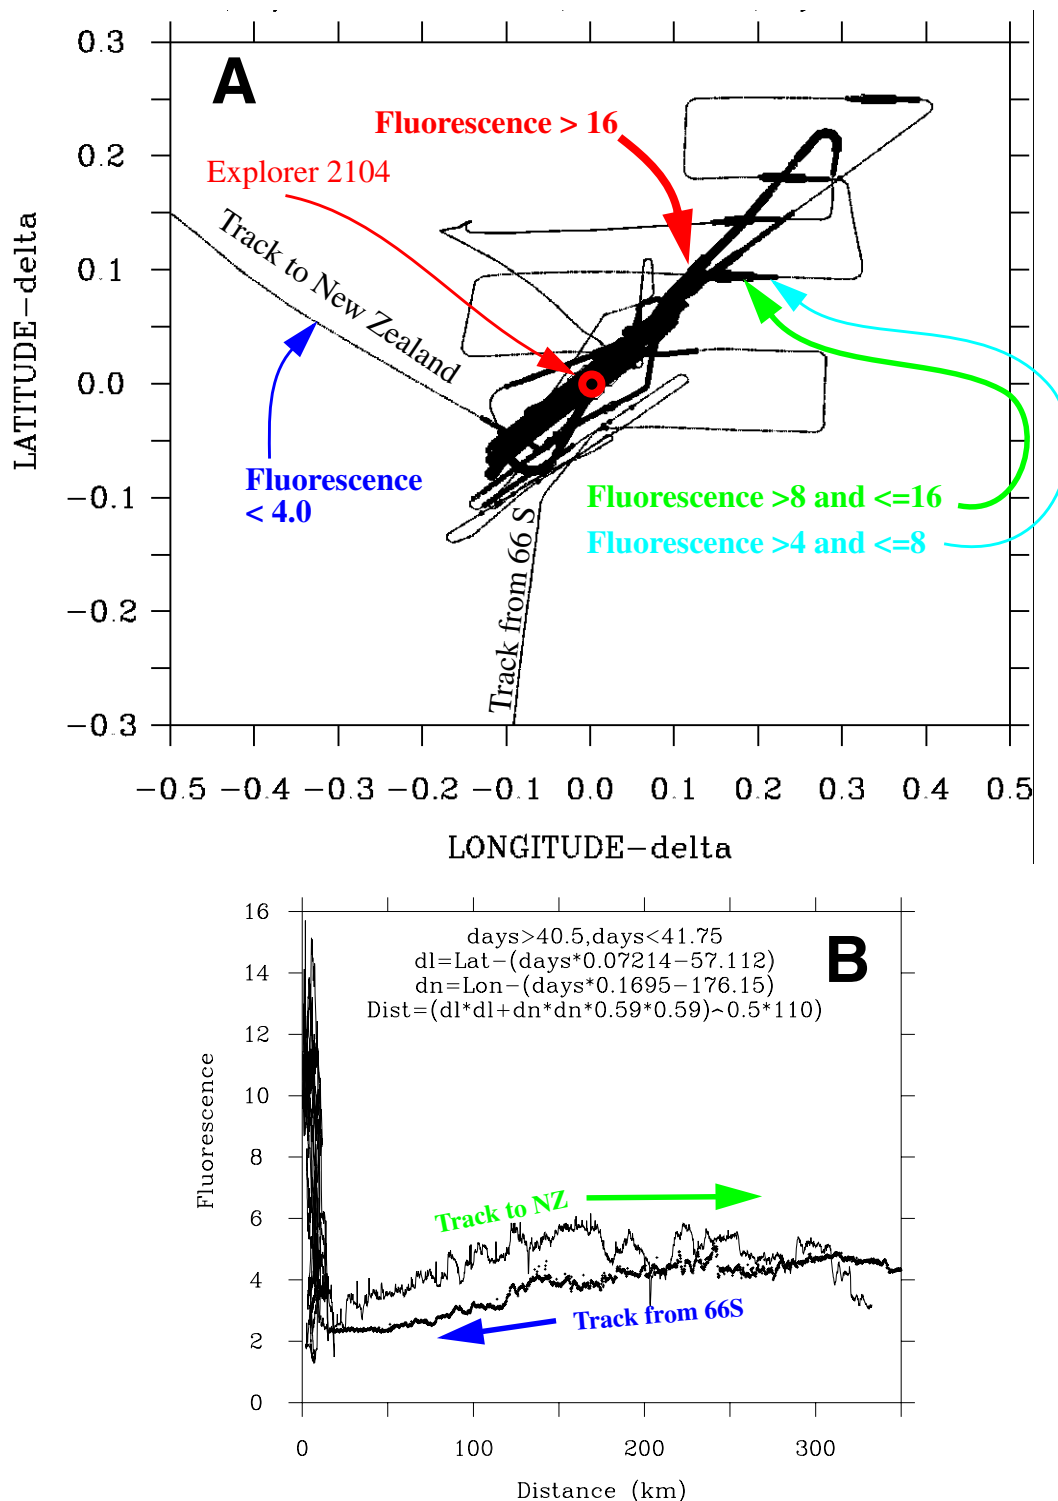 A
0.3
0.2
0.1
0.0
-0.1
-0.2
-0.3
LATITUDE-delta
Fluorescence > 16
Explorer 2104
Track to New Zealand
Fluorescence
< 4.0
Fluorescence >8 and <=16
Fluorescence >4 and <=8
Track from 66 S
-0.5 -0.4 -0.3 -0.2 -0.1 0.0 0.1 0.2 0.3 0.4 0.5
LONGITUDE-delta
B
days>40.5,days<41.75
dl=Lat-(days*0.07214-57.112)
dn=Lon-(days*0.1695-176.15)
Dist=(dl*dl+dn*dn*0.59*0.59)~0.5*110)
16
14
12
10
8
6
4
2
0
Fluorescence
Track to NZ
Track from 66S
0 100 200 300
Distance (km)